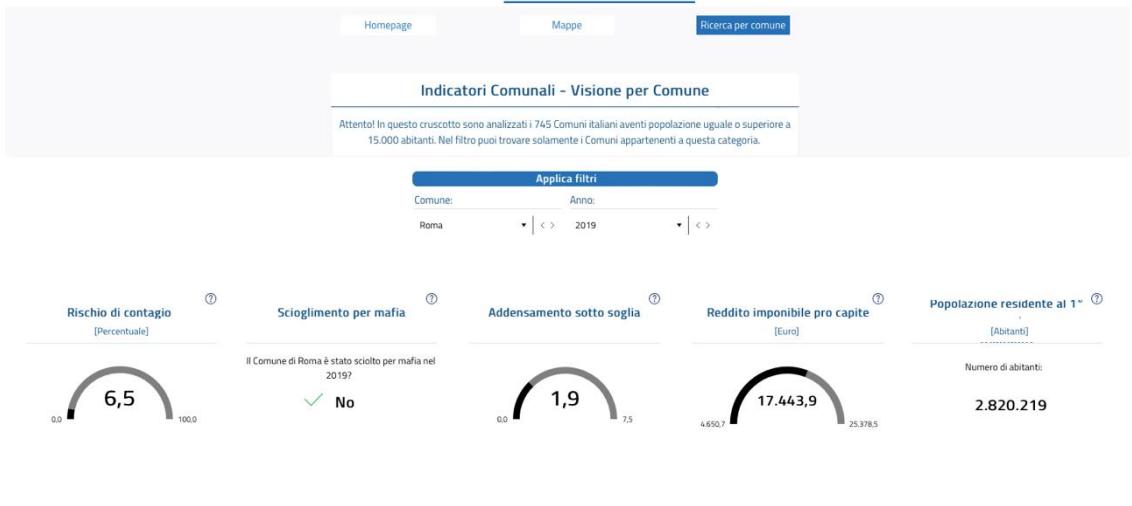 Homepage
Mappe
Ricerca per comune
Indicatori Comunali - Visione per Comune
Attento! In questo cruscotto sono analizzati i 745 Comuni italiani aventi popolazione uguale o superiore a
15.000 abitanti. Nel filtro puoi trovare solamente i Comuni appartenenti a questa categoria.
Applica filtri
Comune:
Anno:
Roma
2019
Rischio di contagio
[Percentuale]
6,5
0,0
100,0
Scioglimento per mafia
Il Comune di Roma è stato sciolto per mafia nel
2019?
No
Addensamento sotto soglia
1,9
0,0
7,5
Reddito imponibile pro capite
[Euro]
17.443,9
4.650,7
25.378,5
Popolazione residente al 1°
[Abitanti]
Numero di abitanti:
2.820.219